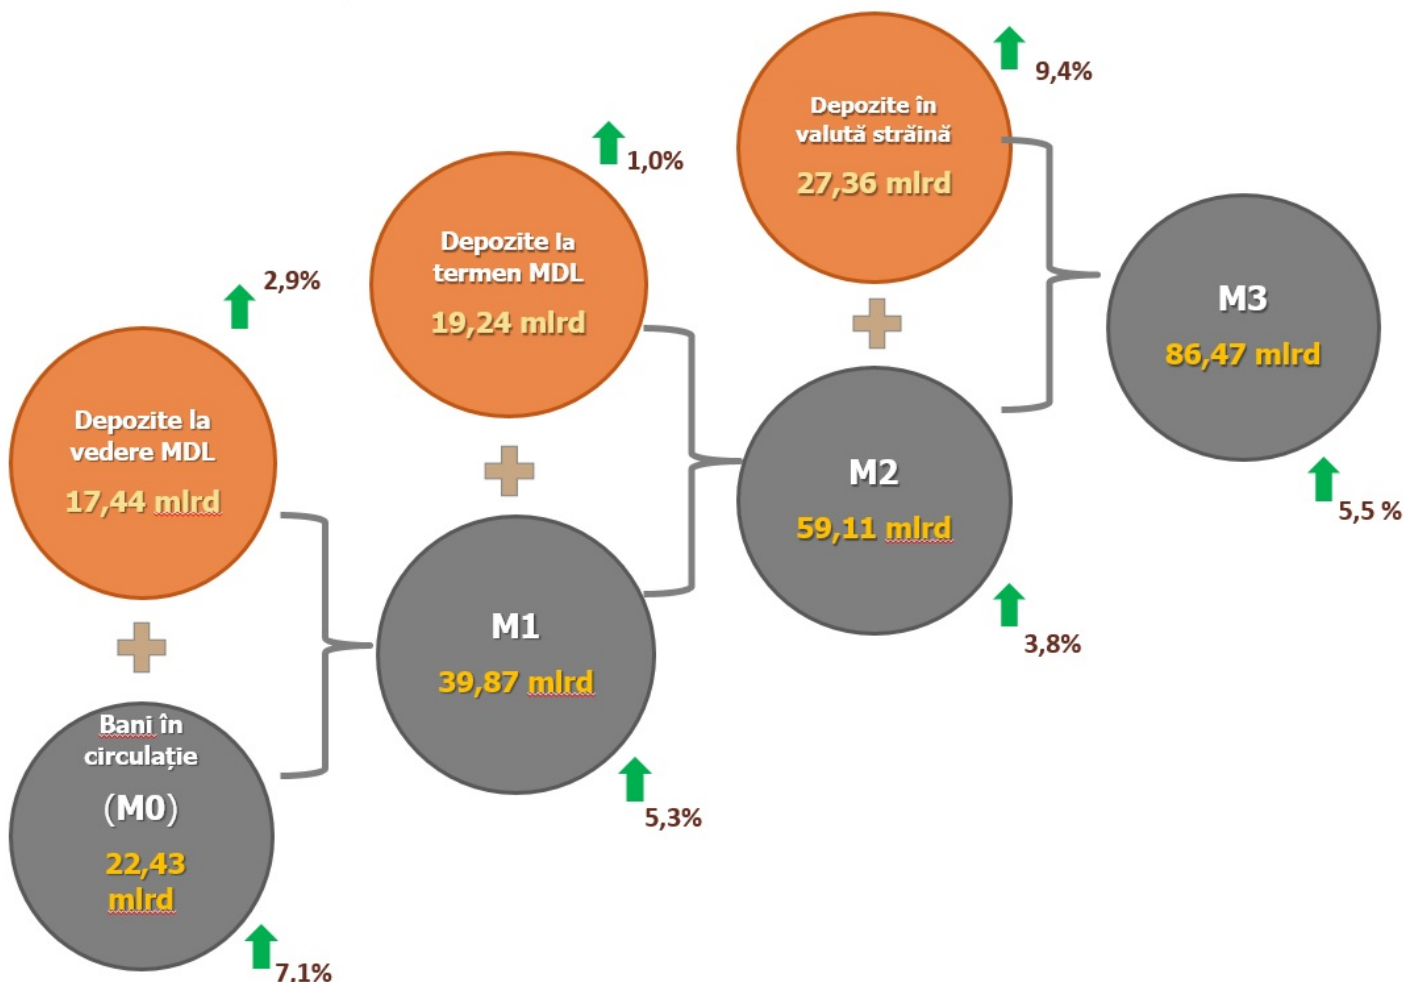 9,4%
Depozite în
valută străină
27,36 mlrd
1,0%
Depozite la
termen MDL
19,24 mlrd
M3
86,47 mlrd
2,9%
Depozite la
vedere MDL
17,44 mlrd
M2
59,11 mlrd
5,5 %
M1
39,87 mlrd
3,8%
Bani în
circulație
(M0)
22,43
mlrd
5,3%
7,1%